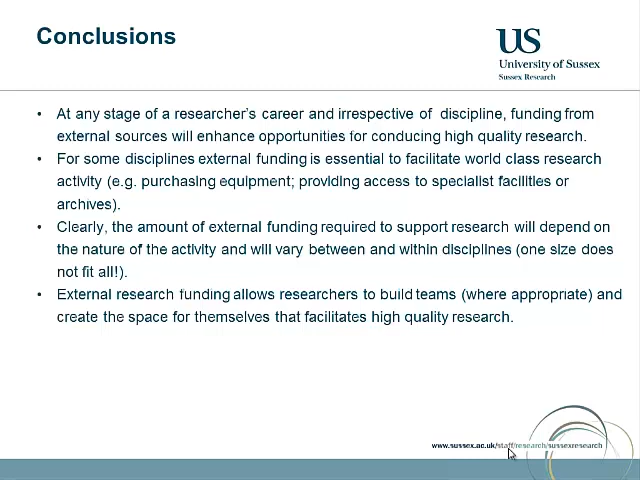 Conclusions
US
University of Sussex
Sussex Research
• At any stage of a researcher's career and irrespective of discipline, funding from
external sources will enhance opportunities for conducing high quality research.
• For some disciplines external funding is essential to facilitate world class research
activity (e.g. purchasing equipment; providing access to specialist facilities or
archives).
• Clearly, the amount of external funding required to support research will depend on
the nature of the activity and will vary between and within disciplines (one size does
not fit all!).
• External research funding allows researchers to build teams (where appropriate) and
create the space for themselves that facilitates high quality research.
www.sussex.ac.uk/staff/research/sussexresearch